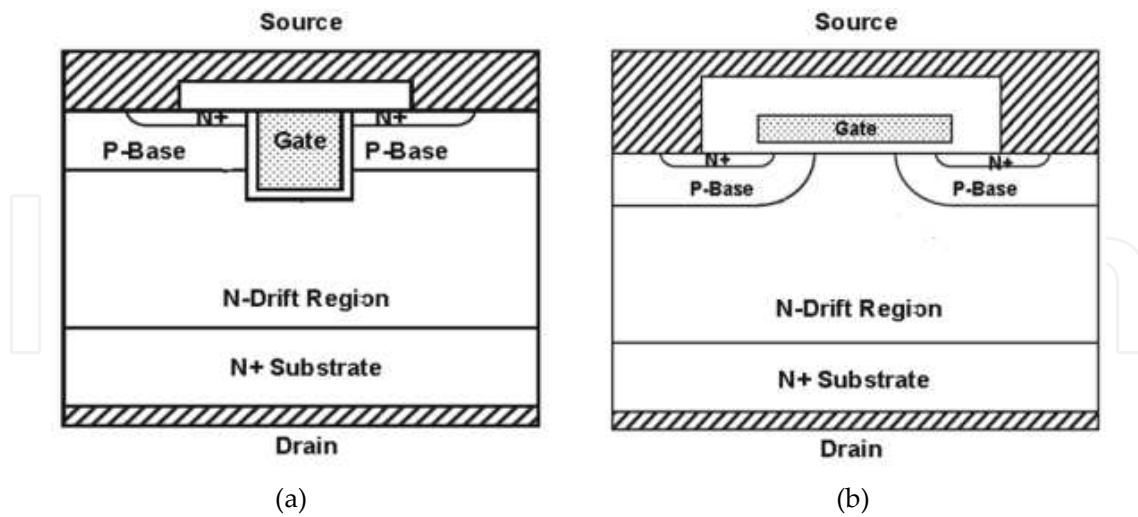 Source
N+
Gate
N+
P-Base
P-Base
N-Drift Region
N+ Substrate
Drain
(a)
Source
Gate
N+
N+
P-Base
P-Base
N-Drift Region
N+ Substrate
Drain
(b)